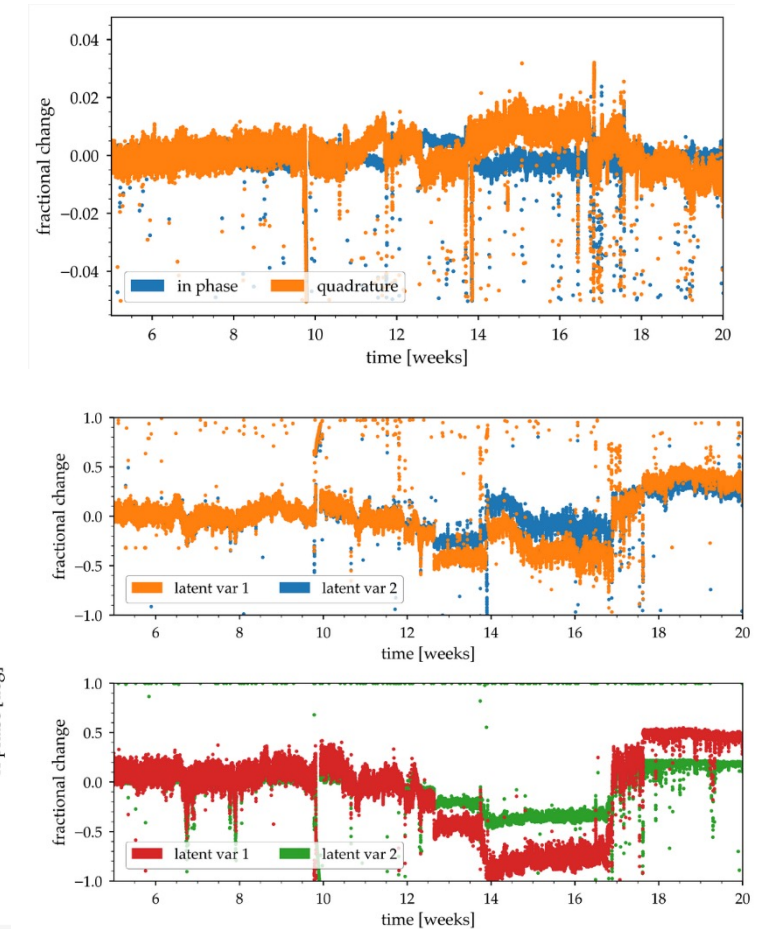 0.04
0.02
0.00
−0.02
−0.04
fractional change
in phase quadrature
6 8 10 12 14 16 18 20
time [weeks]
1.0
0.5
0.0
−0.5
−1.0
fractional change
latent var 1 latent var 2
6 8 10 12 14 16 18 20
time [weeks]
1.0
0.5
0.0
−0.5
−1.0
fractional change
latent var 1 latent var 2
6 8 10 12 14 16 18 20
time [weeks]